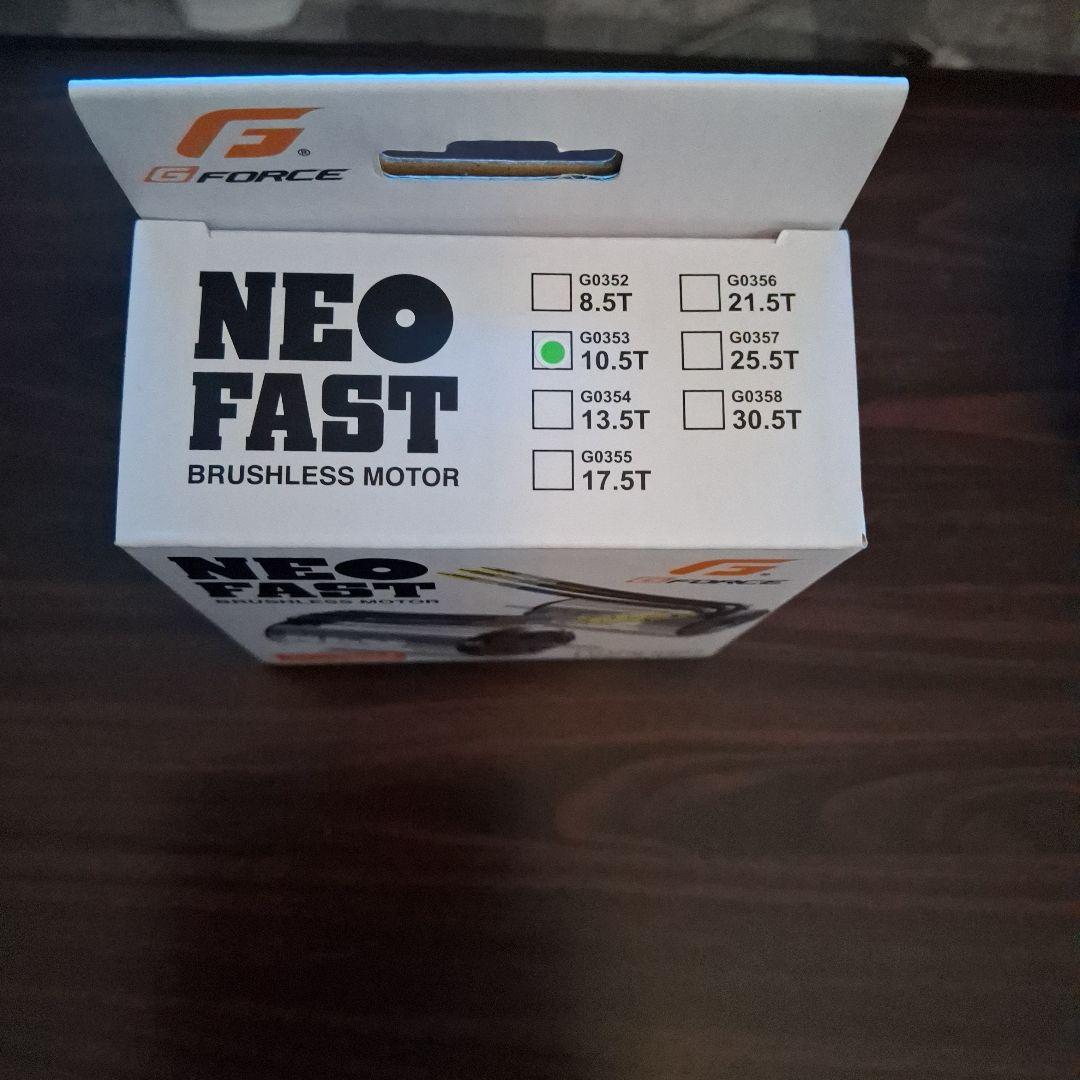 G FORCE®
NEO
FAST
BRUSHLESS MOTOR
G0352
8.5T
G0353
10.5T
G0354
13.5T
G0355
17.5T
G0356
21.5T
G0357
25.5T
G0358
30.5T
NEO
FAST
BRUSHLESS MOTOR
G FORCE®